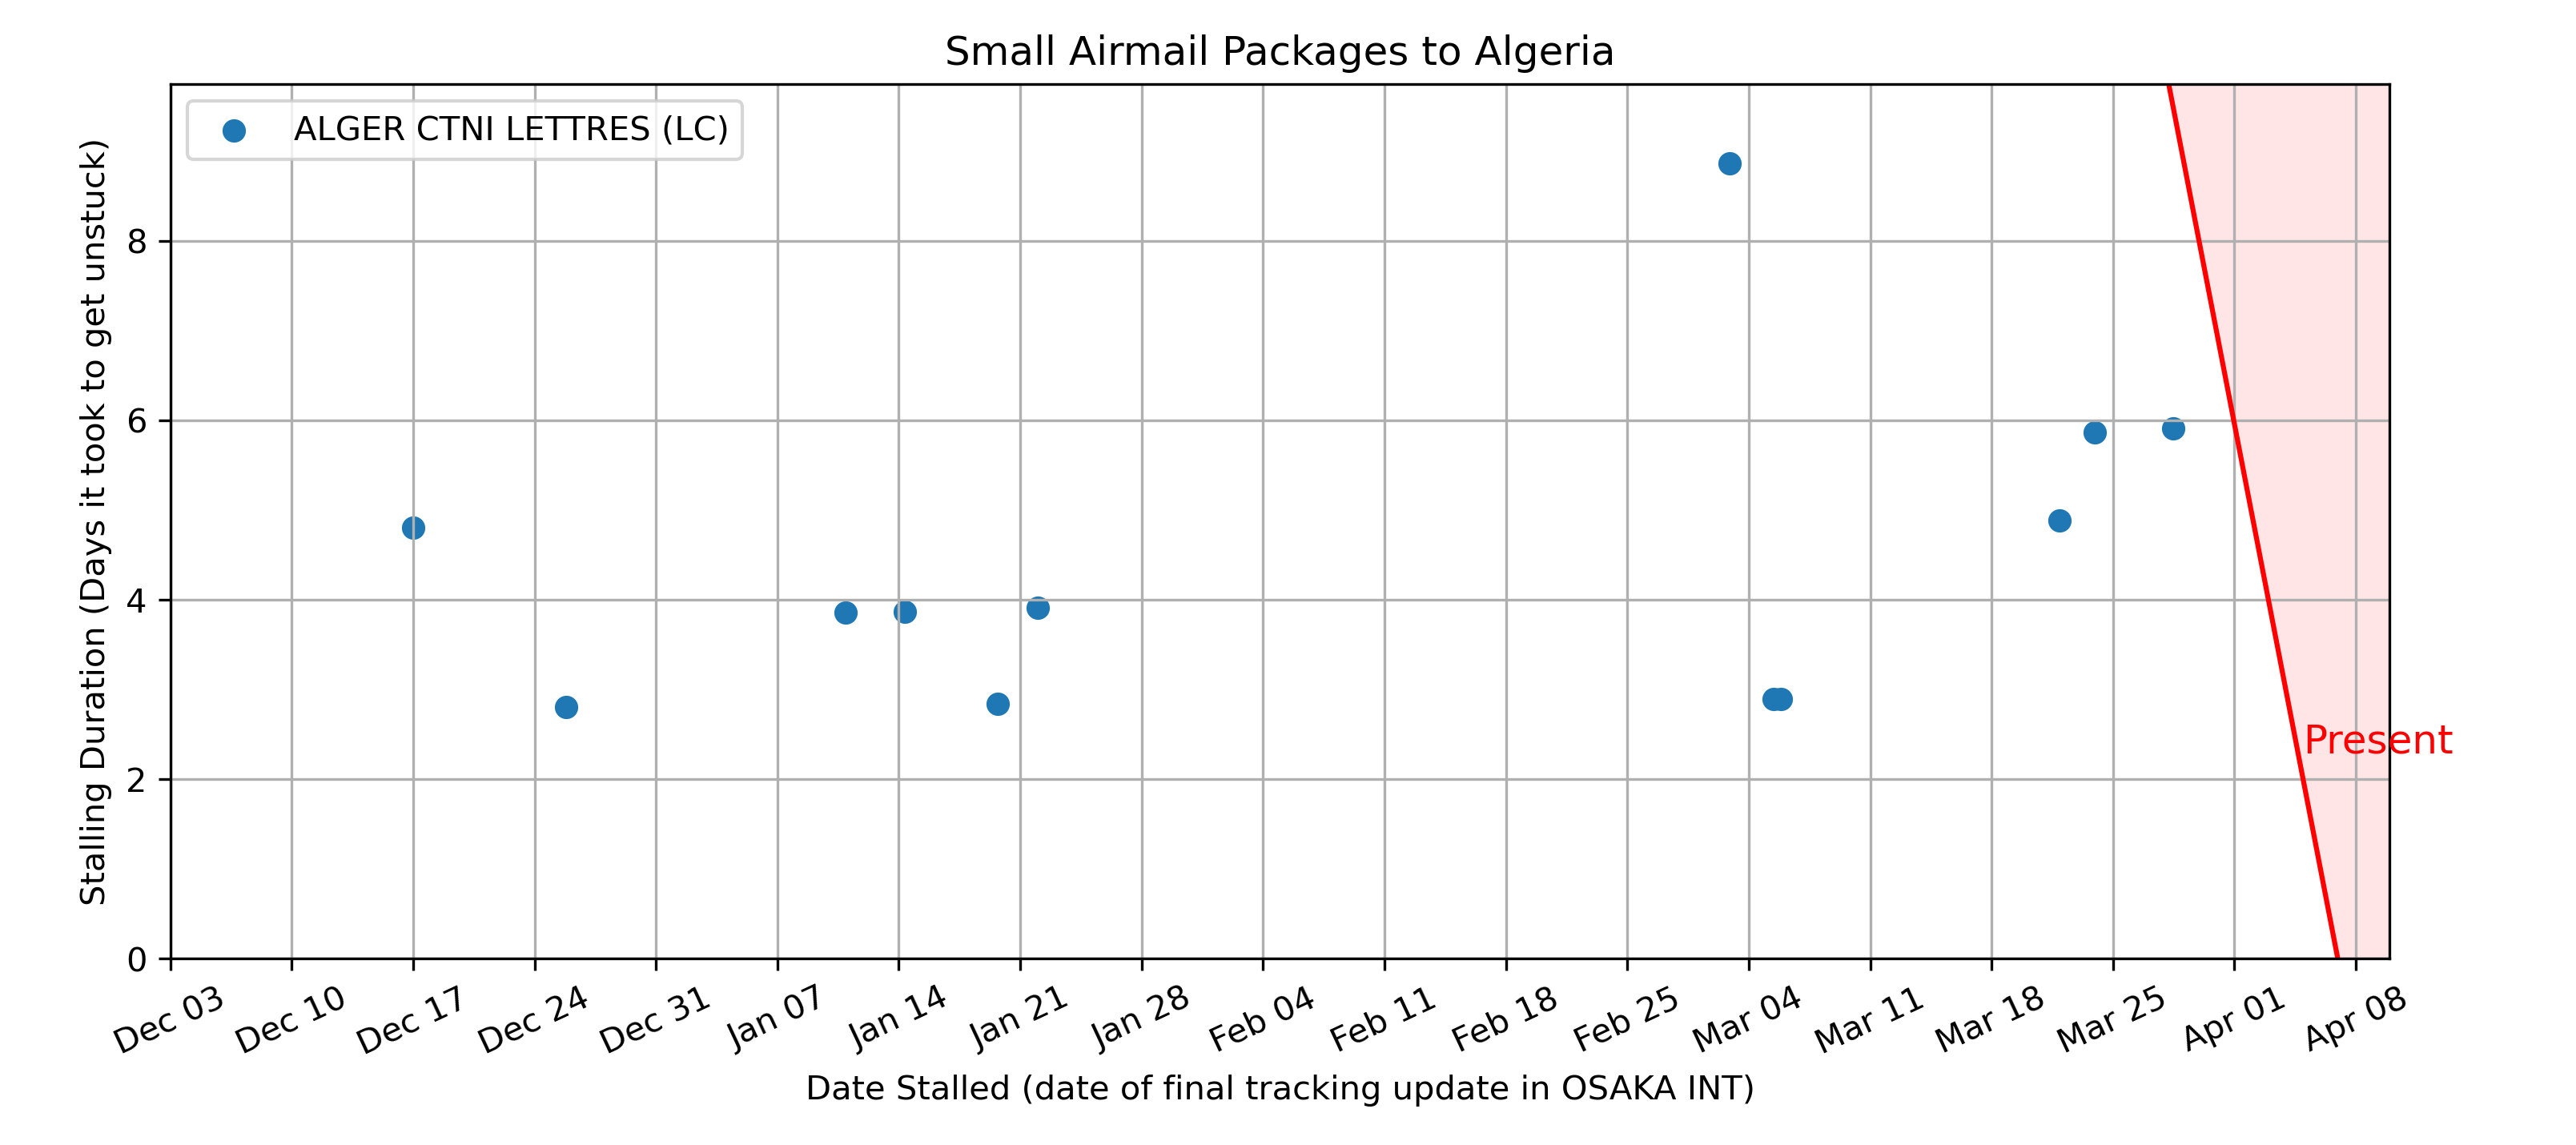 Small Airmail Packages to Algeria
ALGER CTNI LETTRES (LC)
Stalling Duration (Days it took to get unstuck)
8
6
4
2
0
Present
Dec 03
Dec 10
Dec 17
Dec 24
Dec 31
Jan 07
Jan 14
Jan 21
Jan 28
Feb 04
Feb 11
Feb 18
Feb 25
Mar 04
Mar 11
Mar 18
Mar 25
Apr 01
Apr 08
Date Stalled (date of final tracking update in OSAKA INT)